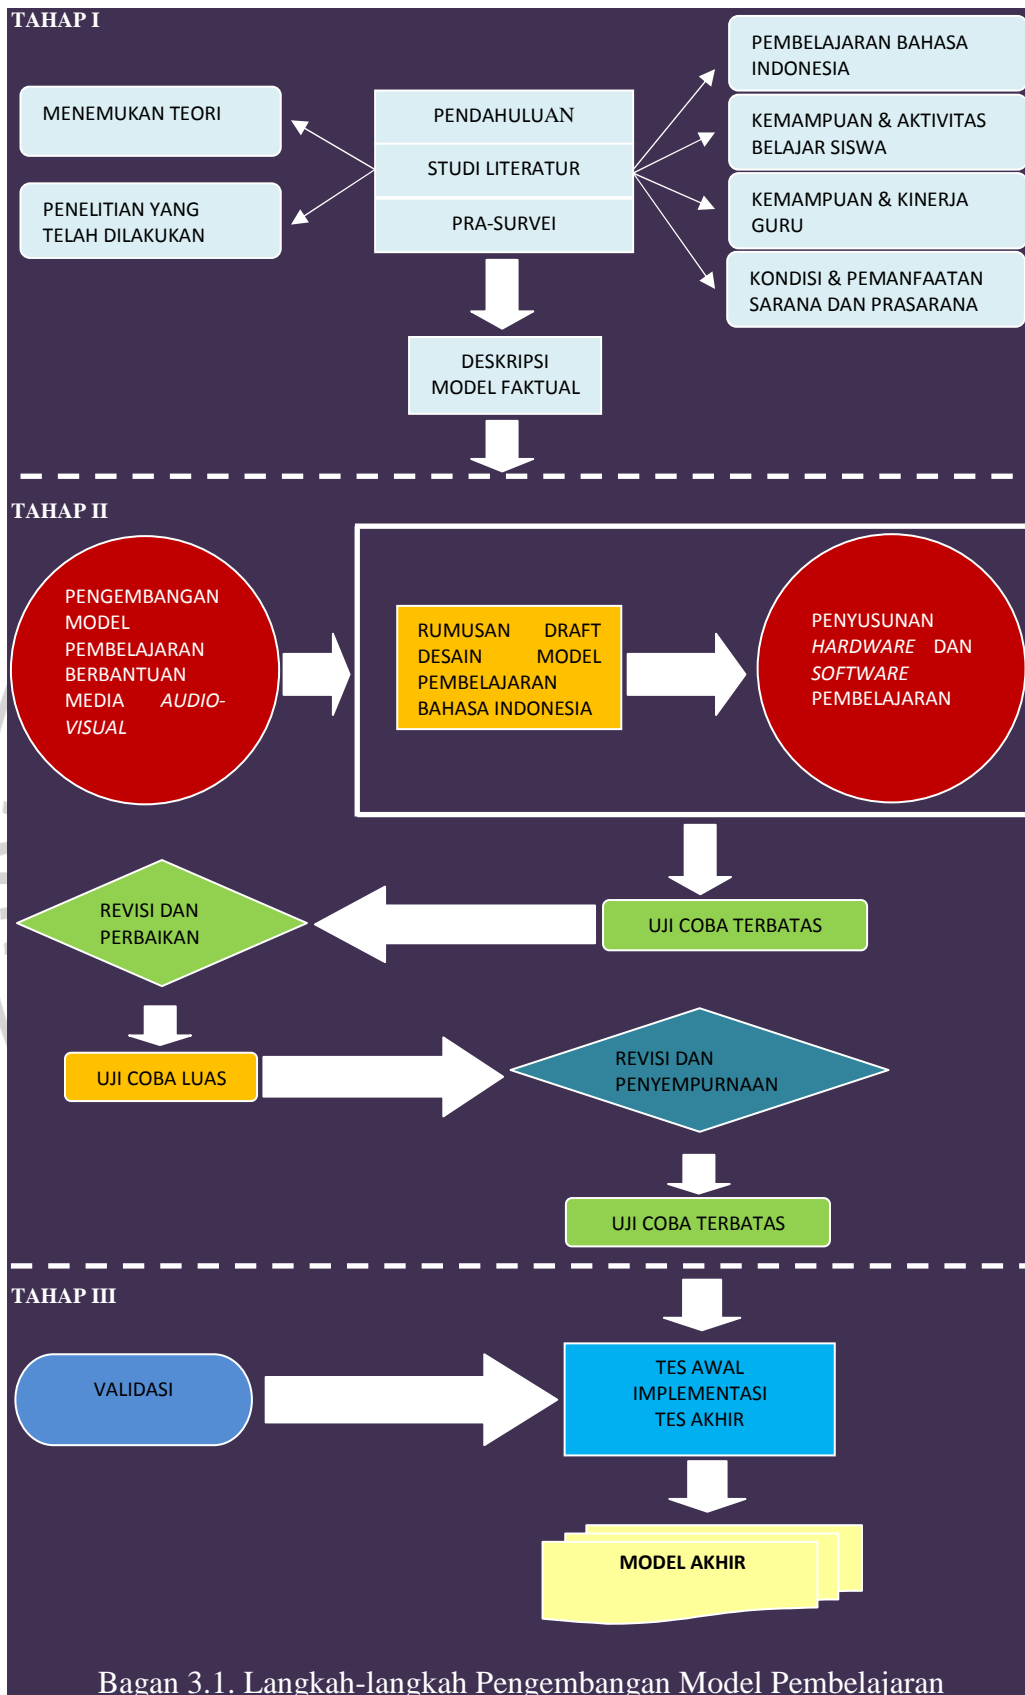 TAHAP I
MENEMUKAN TEORI
PENELITIAN YANG
TELAH DILAKUKAN
PENDAHULUAN
STUDI LITERATUR
PRA-SURVEI
PEMBELAJARAN BAHASA
INDONESIA
KEMAMPUAN & AKTIVITAS
BELAJAR SISWA
KEMAMPUAN & KINERJA
GURU
KONDISI & PEMANFAATAN
SARANA DAN PRASARANA
DESKRIPSI
MODEL FAKTUAL
TAHAP II
PENGEMBANGAN
MODEL
PEMBELAJARAN
BERBANTUAN
MEDIA AUDIO-
VISUAL
RUMUSAN DRAFT
DESAIN MODEL
PEMBELAJARAN
BAHASA INDONESIA
PENYUSUNAN
HARDWARE DAN
SOFTWARE
PEMBELAJARAN
UJI COBA TERBATAS
REVISI DAN
PERBAIKAN
UJI COBA LUAS
REVISI DAN
PENYEMPURNAAN
UJI COBA TERBATAS
TAHAP III
VALIDASI
TES AWAL
IMPLEMENTASI
TES AKHIR
MODEL AKHIR
Bagan 3.1. Langkah-langkah Pengembangan Model Pembelajaran